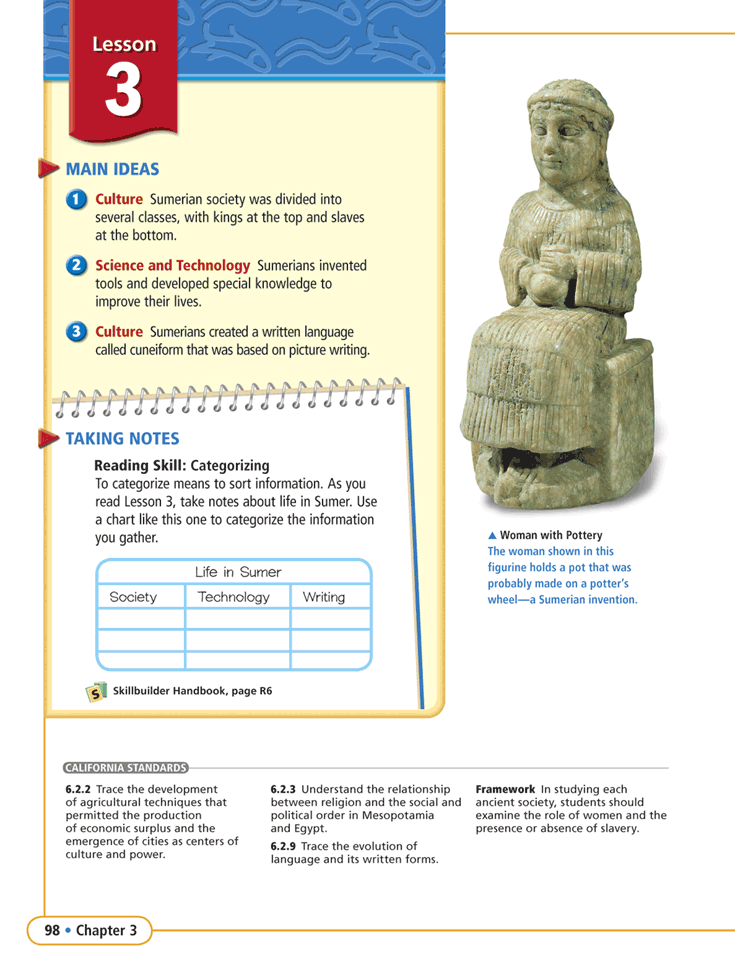 Lesson
3
MAIN IDEAS
1 Culture Sumerian society was divided into
several classes, with kings at the top and slaves
at the bottom.
2 Science and Technology Sumerians invented
tools and developed special knowledge to
improve their lives.
3 Culture Sumerians created a written language
called cuneiform that was based on picture writing.
TAKING NOTES
Reading Skill: Categorizing
To categorize means to sort information. As you
read Lesson 3, take notes about life in Sumer. Use
a chart like this one to categorize the information
you gather.
Life in Sumer
Society Technology Writing
S Skillbuilder Handbook, page R6
▲ Woman with Pottery
The woman shown in this
figurine holds a pot that was
probably made on a potter's
wheel—a Sumerian invention.
CALIFORNIA STANDARDS
6.2.2 Trace the development
of agricultural techniques that
permitted the production
of economic surplus and the
emergence of cities as centers of
culture and power.
6.2.3 Understand the relationship
between religion and the social and
political order in Mesopotamia
and Egypt.
6.2.9 Trace the evolution of
language and its written forms.
Framework In studying each
ancient society, students should
examine the role of women and the
presence or absence of slavery.
98 • Chapter 3